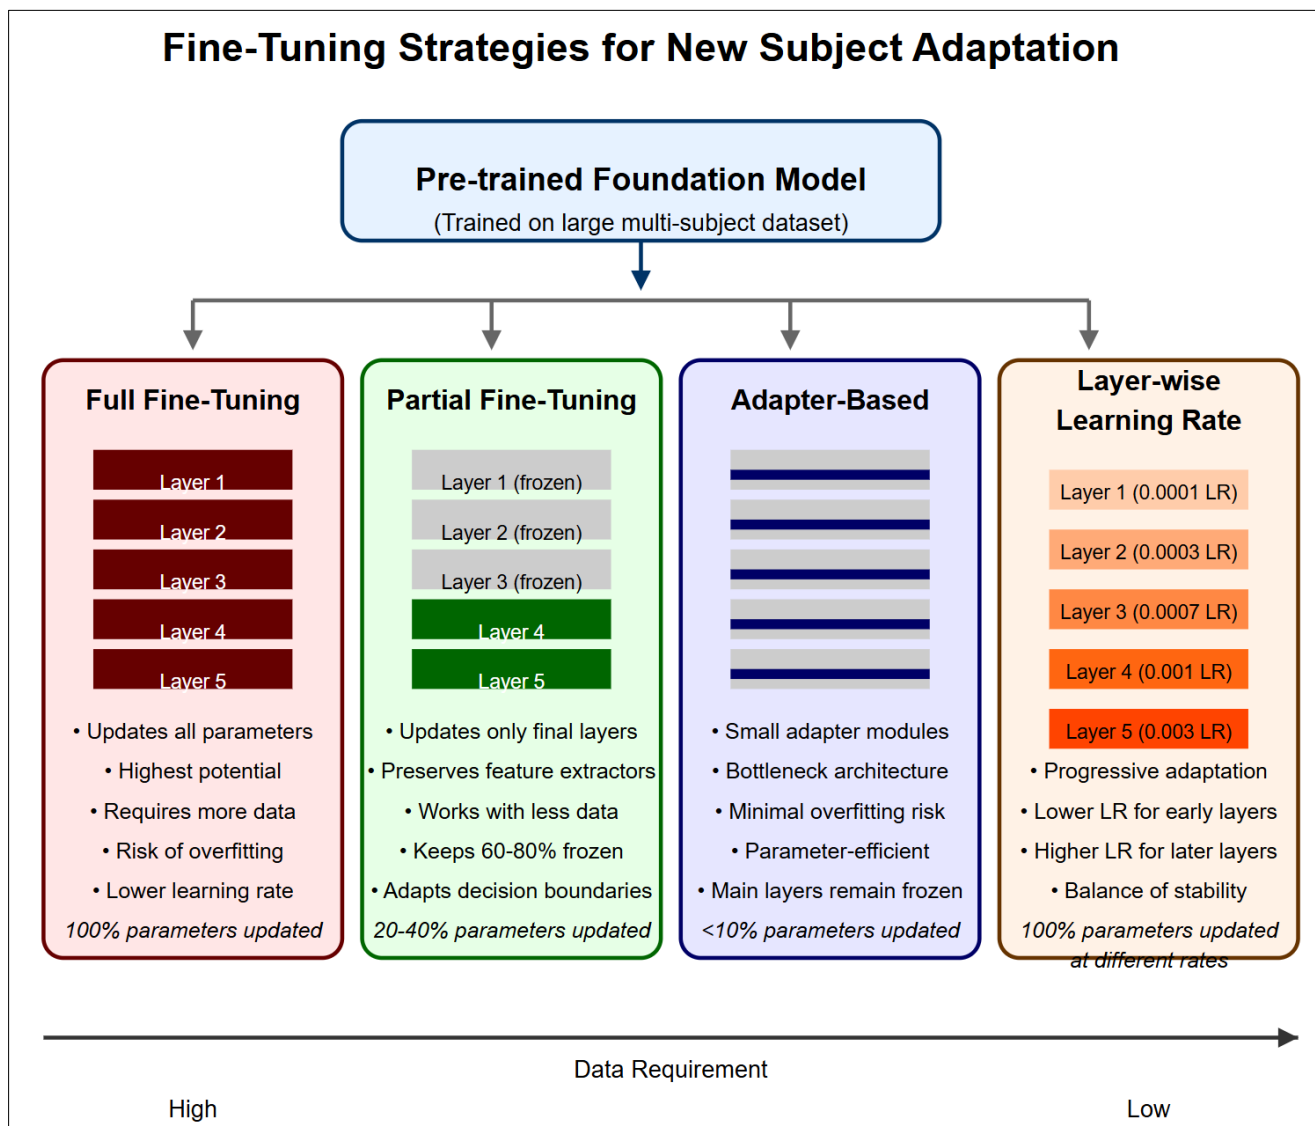 Fine-Tuning Strategies for New Subject Adaptation
Pre-trained Foundation Model
(Trained on large multi-subject dataset)
Full Fine-Tuning
Layer 1
Layer 2
Layer 3
Layer 4
Layer 5
• Updates all parameters
• Highest potential
• Requires more data
• Risk of overfitting
• Lower learning rate
100% parameters updated
Partial Fine-Tuning
Layer 1 (frozen)
Layer 2 (frozen)
Layer 3 (frozen)
Layer 4
Layer 5
• Updates only final layers
• Preserves feature extractors
• Works with less data
• Keeps 60-80% frozen
• Adapts decision boundaries
20-40% parameters updated
Adapter-Based
• Small adapter modules
• Bottleneck architecture
• Minimal overfitting risk
• Parameter-efficient
• Main layers remain frozen
<10% parameters updated
Layer-wise
Learning Rate
Layer 1 (0.0001 LR)
Layer 2 (0.0003 LR)
Layer 3 (0.0007 LR)
Layer 4 (0.001 LR)
Layer 5 (0.003 LR)
• Progressive adaptation
• Lower LR for early layers
• Higher LR for later layers
• Balance of stability
100% parameters updated
at different rates
Data Requirement
High
Low